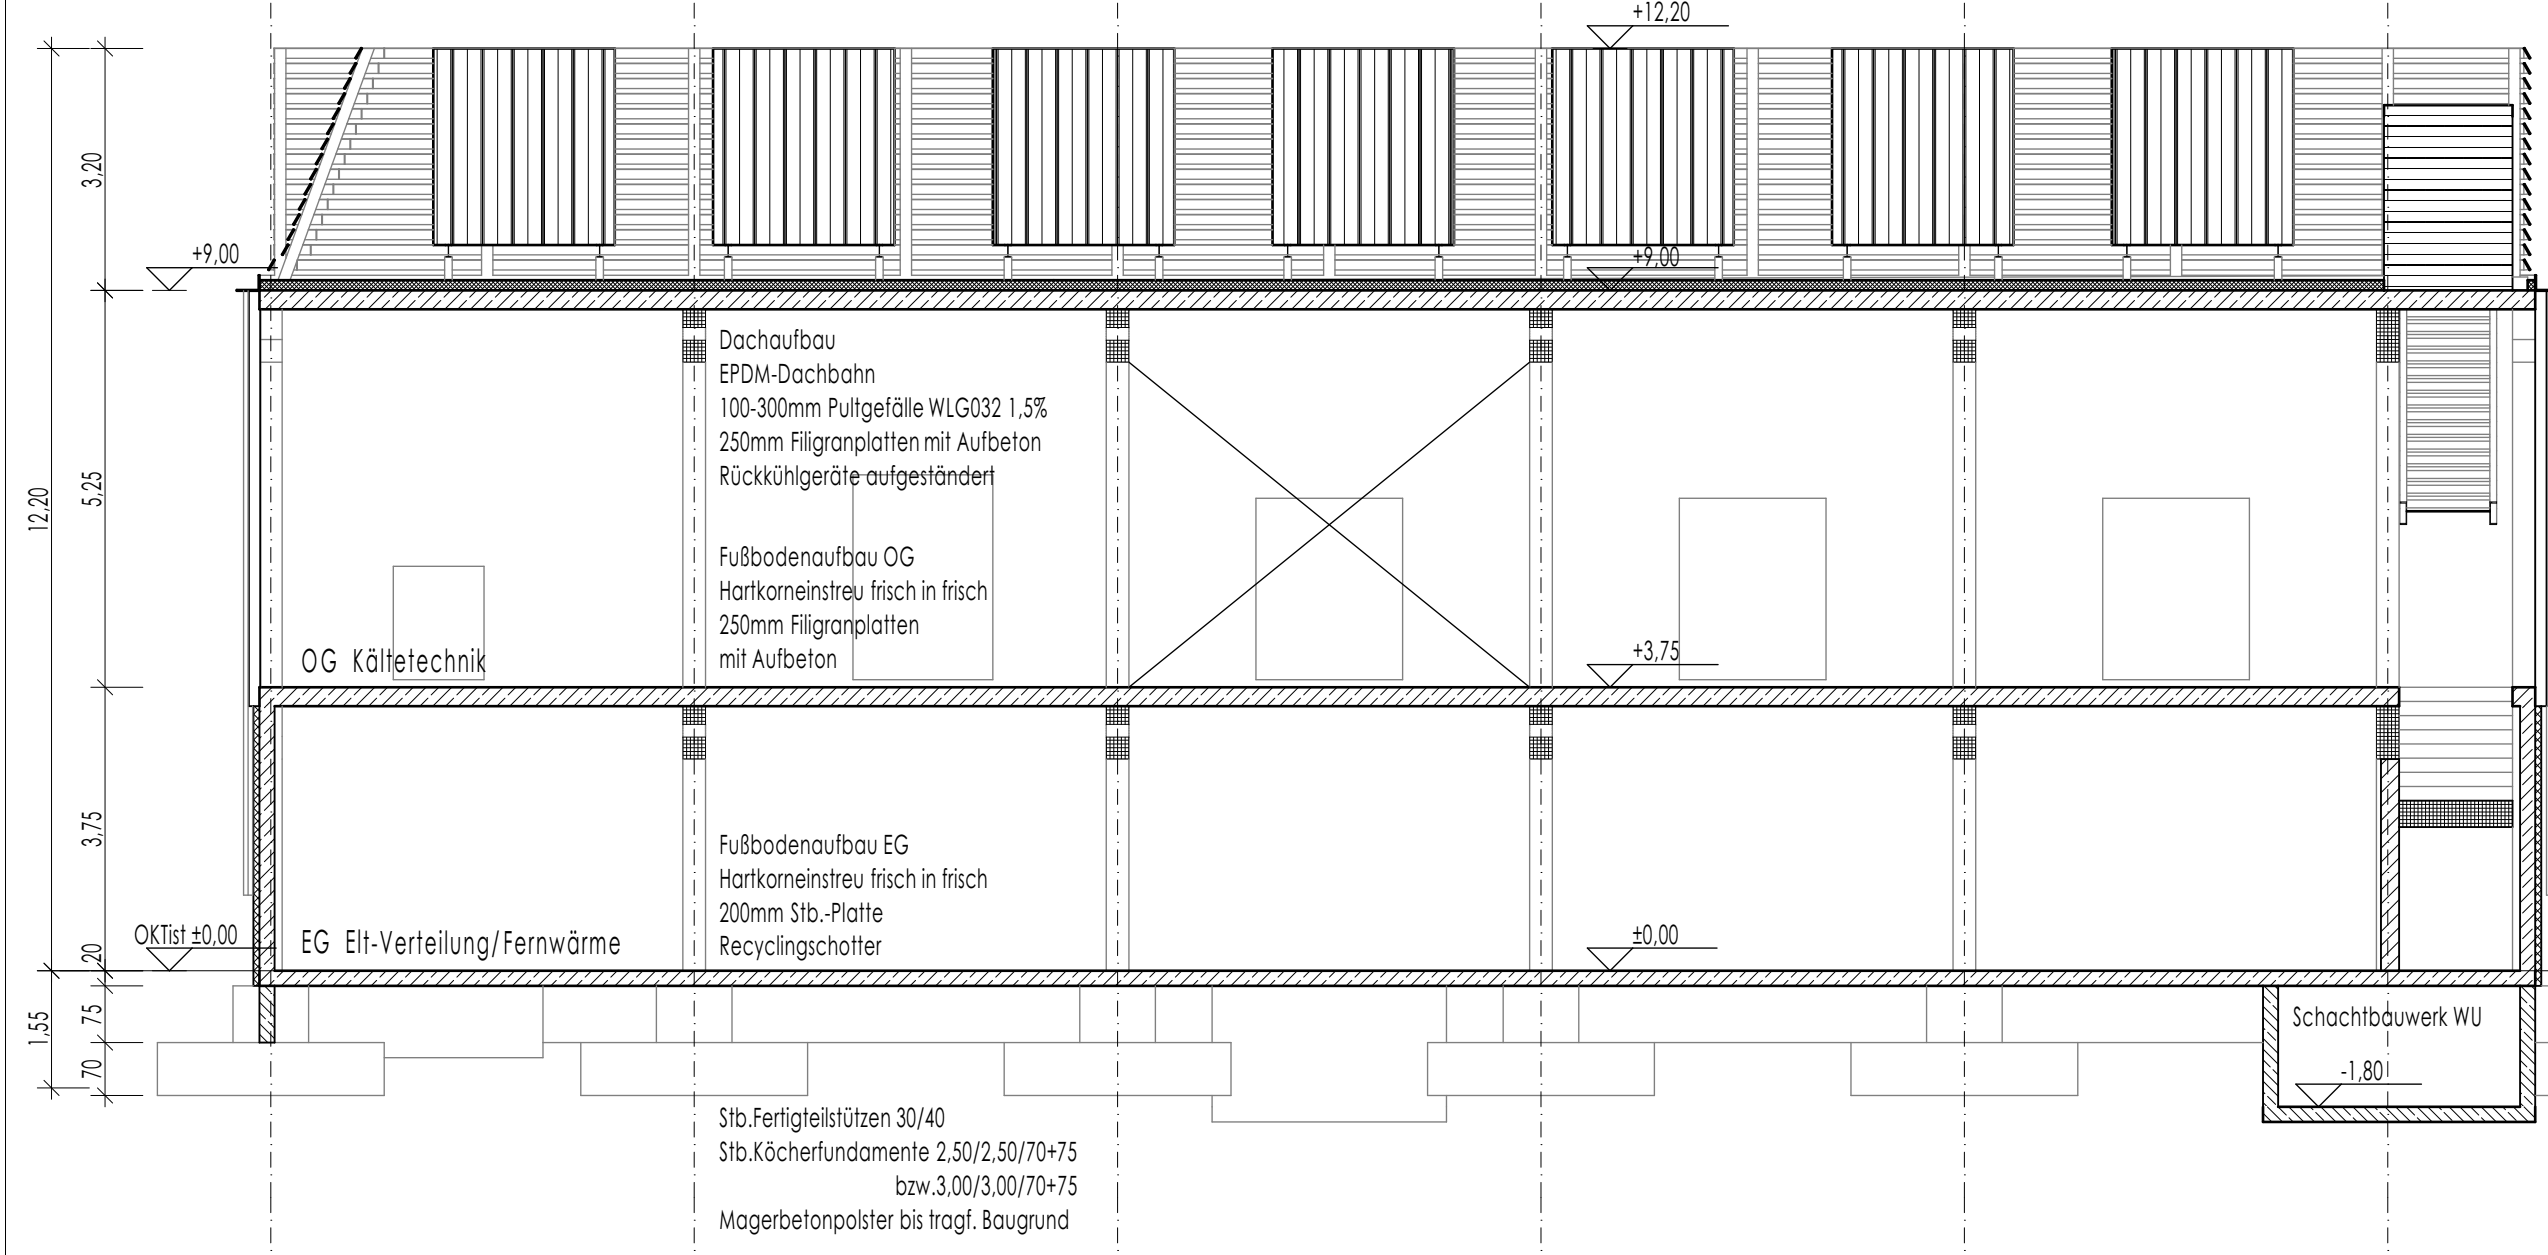 +12,20
3,20
+9,00
+9,00
Dachaufbau
EPDM-Dachbahn
100-300mm Pultgefälle WLG032 1,5%
250mm Filigranplatten mit Aufbeton
Rückkühlgeräte aufgeständert
12,20
5,25
Fußbodenaufbau OG
Hartkorneinstreu frisch in frisch
250mm Filigranplatten
mit Aufbeton
OG Kältetechnik
+3,75
3,75
Fußbodenaufbau EG
Hartkorneinstreu frisch in frisch
200mm Stb.-Platte
Recyclingschotter
OKTist ±0,00
EG Elt-Verteilung/Fernwärme
±0,00
20
75
1,55
70
Schachtbauwerk WU
-1,80
Stb.Fertigteilstützen 30/40
Stb.Köcherfundamente 2,50/2,50/70+75
bzw.3,00/3,00/70+75
Magerbetonpolster bis tragf. Baugrund